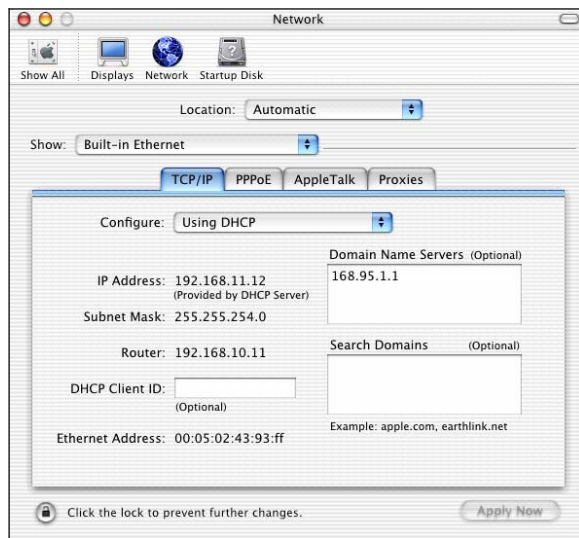 Network
Show All Displays Network Startup Disk
Location: Automatic
Show: Built-in Ethernet
TCP/IP PPPoE AppleTalk Proxies
Configure: Using DHCP
Domain Name Servers (Optional)
168.95.1.1
IP Address: 192.168.11.12
(Provided by DHCP Server)
Subnet Mask: 255.255.254.0
Router: 192.168.10.11
Search Domains (Optional)
DHCP Client ID:
(Optional)
Example: apple.com, earthlink.net
Ethernet Address: 00:05:02:43:93:ff
Click the lock to prevent further changes.
Apply Now